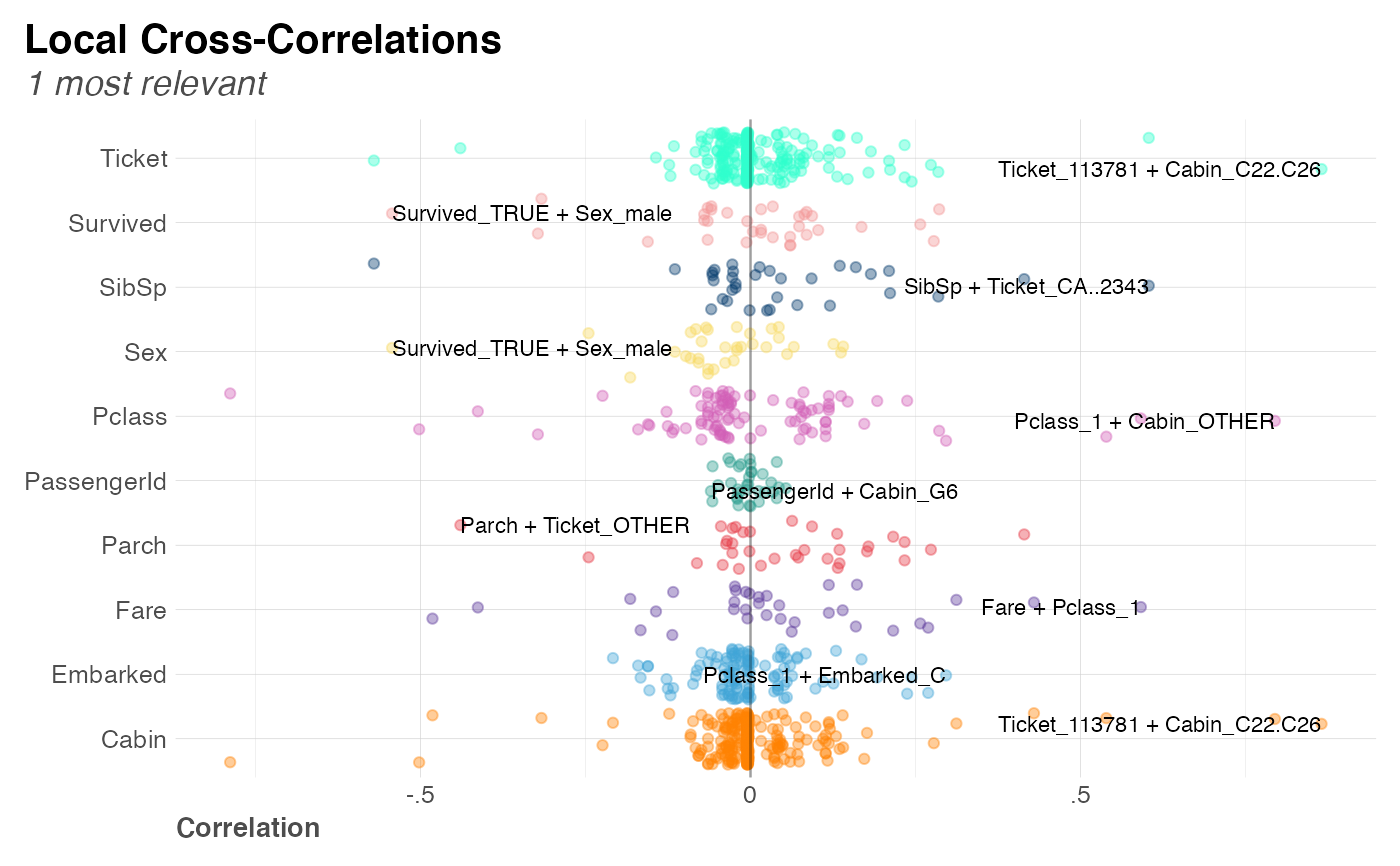 Local Cross-Correlations
1 most relevant
Ticket
Ticket_113781 + Cabin_C22.C26
Survived
Survived_TRUE + Sex_male
SibSp
SibSp + Ticket_CA..2343
Sex
Survived_TRUE + Sex_male
Pclass
Pclass_1 + Cabin_OTHER
PassengerId
PassengerId + Cabin_G6
Parch
Parch + Ticket_OTHER
Fare
Fare + Pclass_1
Embarked
Pclass_1 + Embarked_C
Cabin
Ticket_113781 + Cabin_C22.C26
-.5 0 .5
Correlation